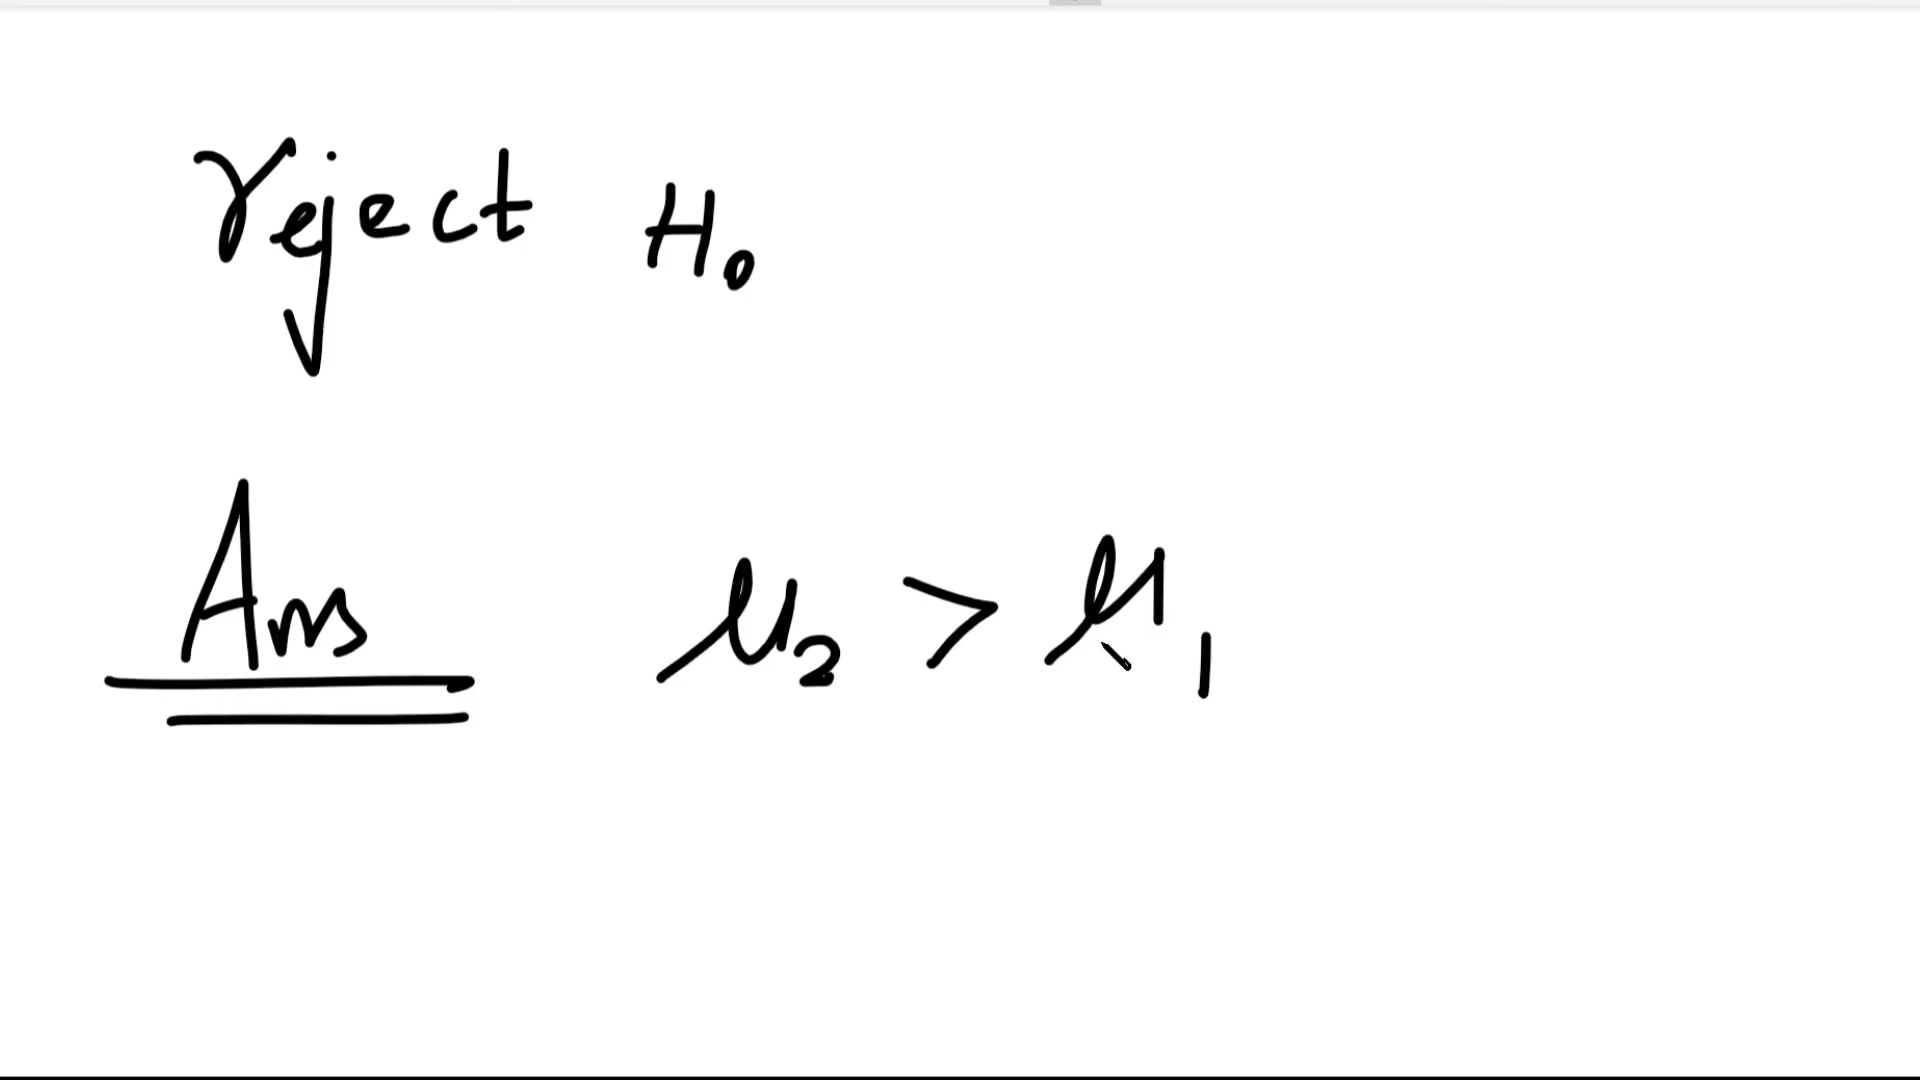 reject H₀
Ans μ₂ > μ₁